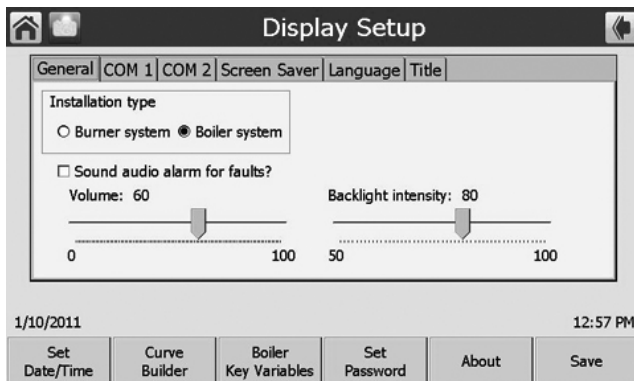 Display Setup
General COM 1 COM 2 Screen Saver Language Title
Installation type
Burner system Boiler system
Sound audio alarm for faults?
Volume: 60 Backlight intensity: 80
0 100 50 100
1/10/2011 12:57 PM
Set Date/Time
Curve Builder
Boiler Key Variables
Set Password
About
Save